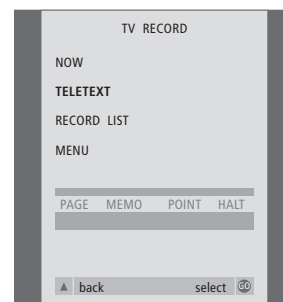 TV RECORD
NOW
TELETEXT
RECORD LIST
MENU
PAGE MEMO POINT HALT
▲ back select GO